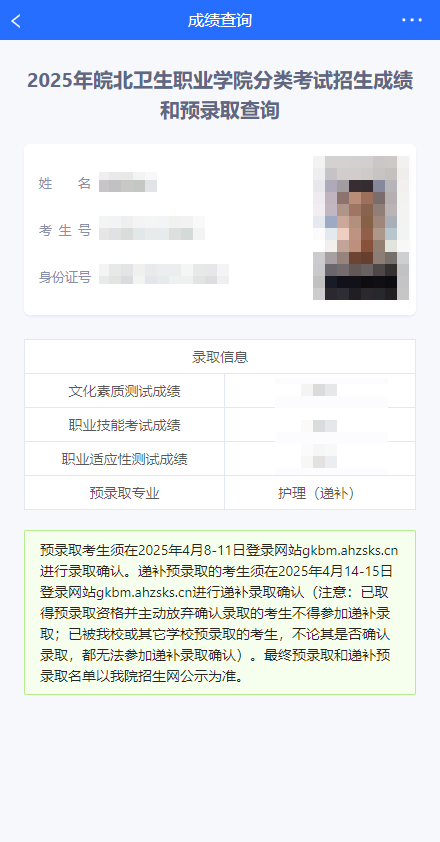 成绩查询
2025年皖北卫生职业学院分类考试招生成绩
和预录取查询
姓 名
考 生 号
身份证号
录取信息
文化素质测试成绩
职业技能考试成绩
职业适应性测试成绩
预录取专业 护理（递补）
预录取考生须在2025年4月8-11日登录网站gkbm.ahzsks.cn
进行录取确认。递补预录取的考生须在2025年4月14-15日
登录网站gkbm.ahzsks.cn进行递补录取确认（注意：已取
得预录取资格并主动放弃确认录取的考生不得参加递补录
取；已被我校或其它学校预录取的考生，不论其是否确认
录取，都无法参加递补录取确认）。最终预录取和递补预
录取名单以我院招生网公示为准。